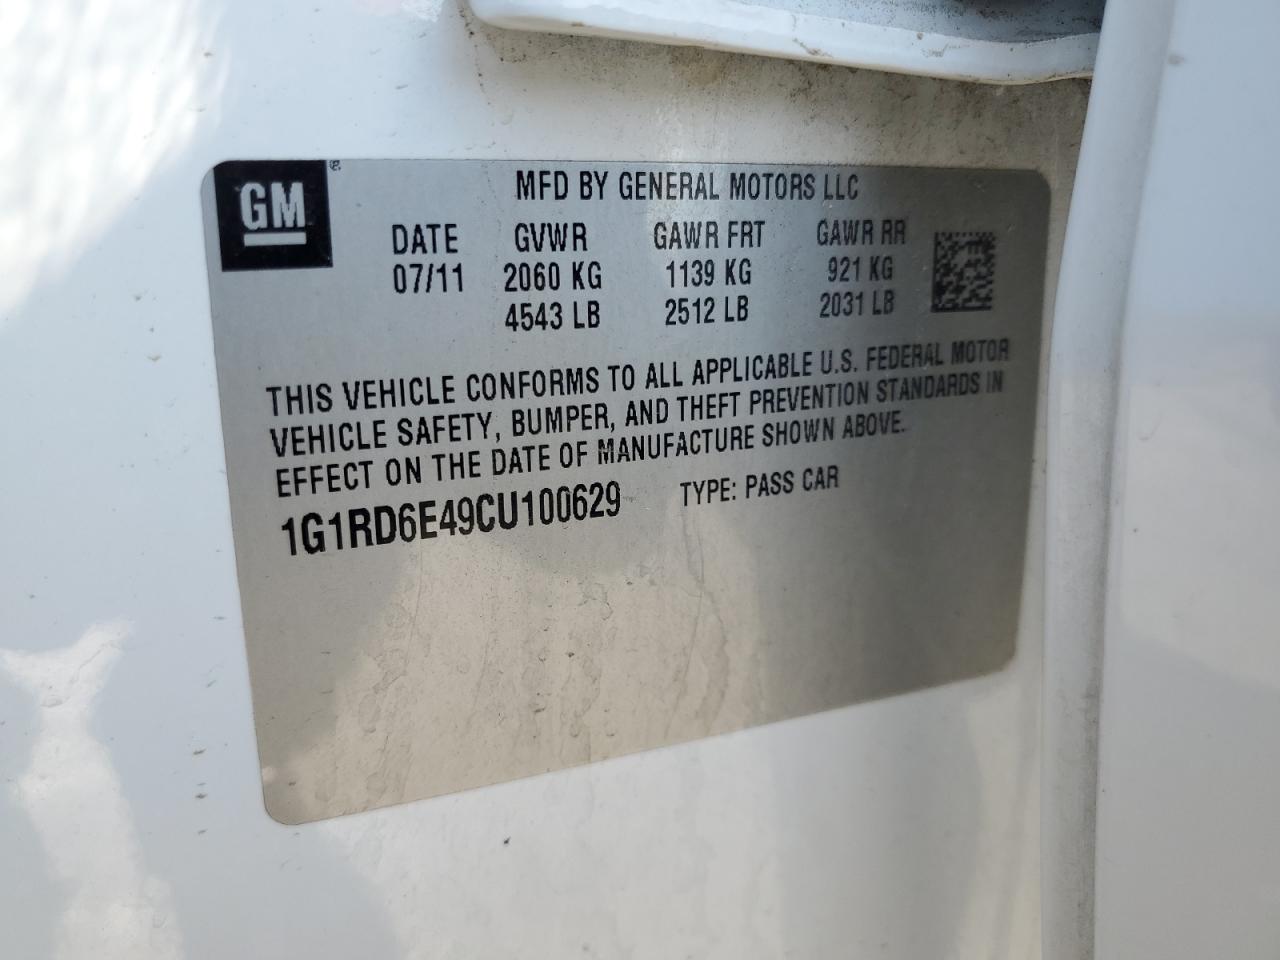 GM
MFD BY GENERAL MOTORS LLC
DATE GVWR GAWR FRT GAWR RR
07/11 2060 KG 1139 KG 921 KG
4543 LB 2512 LB 2031 LB
THIS VEHICLE CONFORMS TO ALL APPLICABLE U.S. FEDERAL MOTOR
VEHICLE SAFETY, BUMPER, AND THEFT PREVENTION STANDARDS IN
EFFECT ON THE DATE OF MANUFACTURE SHOWN ABOVE.
1G1RD6E49CU100629 TYPE: PASS CAR